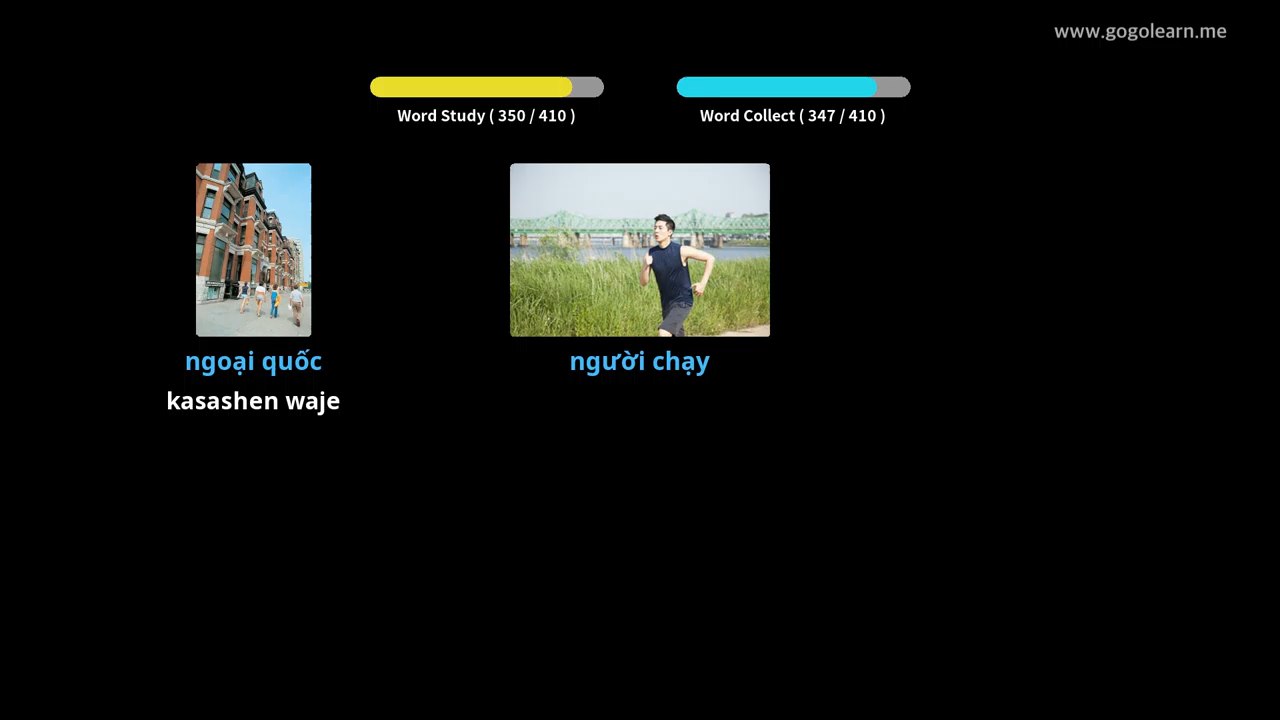 www.gogolearn.me
Word Study ( 350 / 410 )
Word Collect ( 347 / 410 )
ngoại quốc
người chạy
kasashen waje